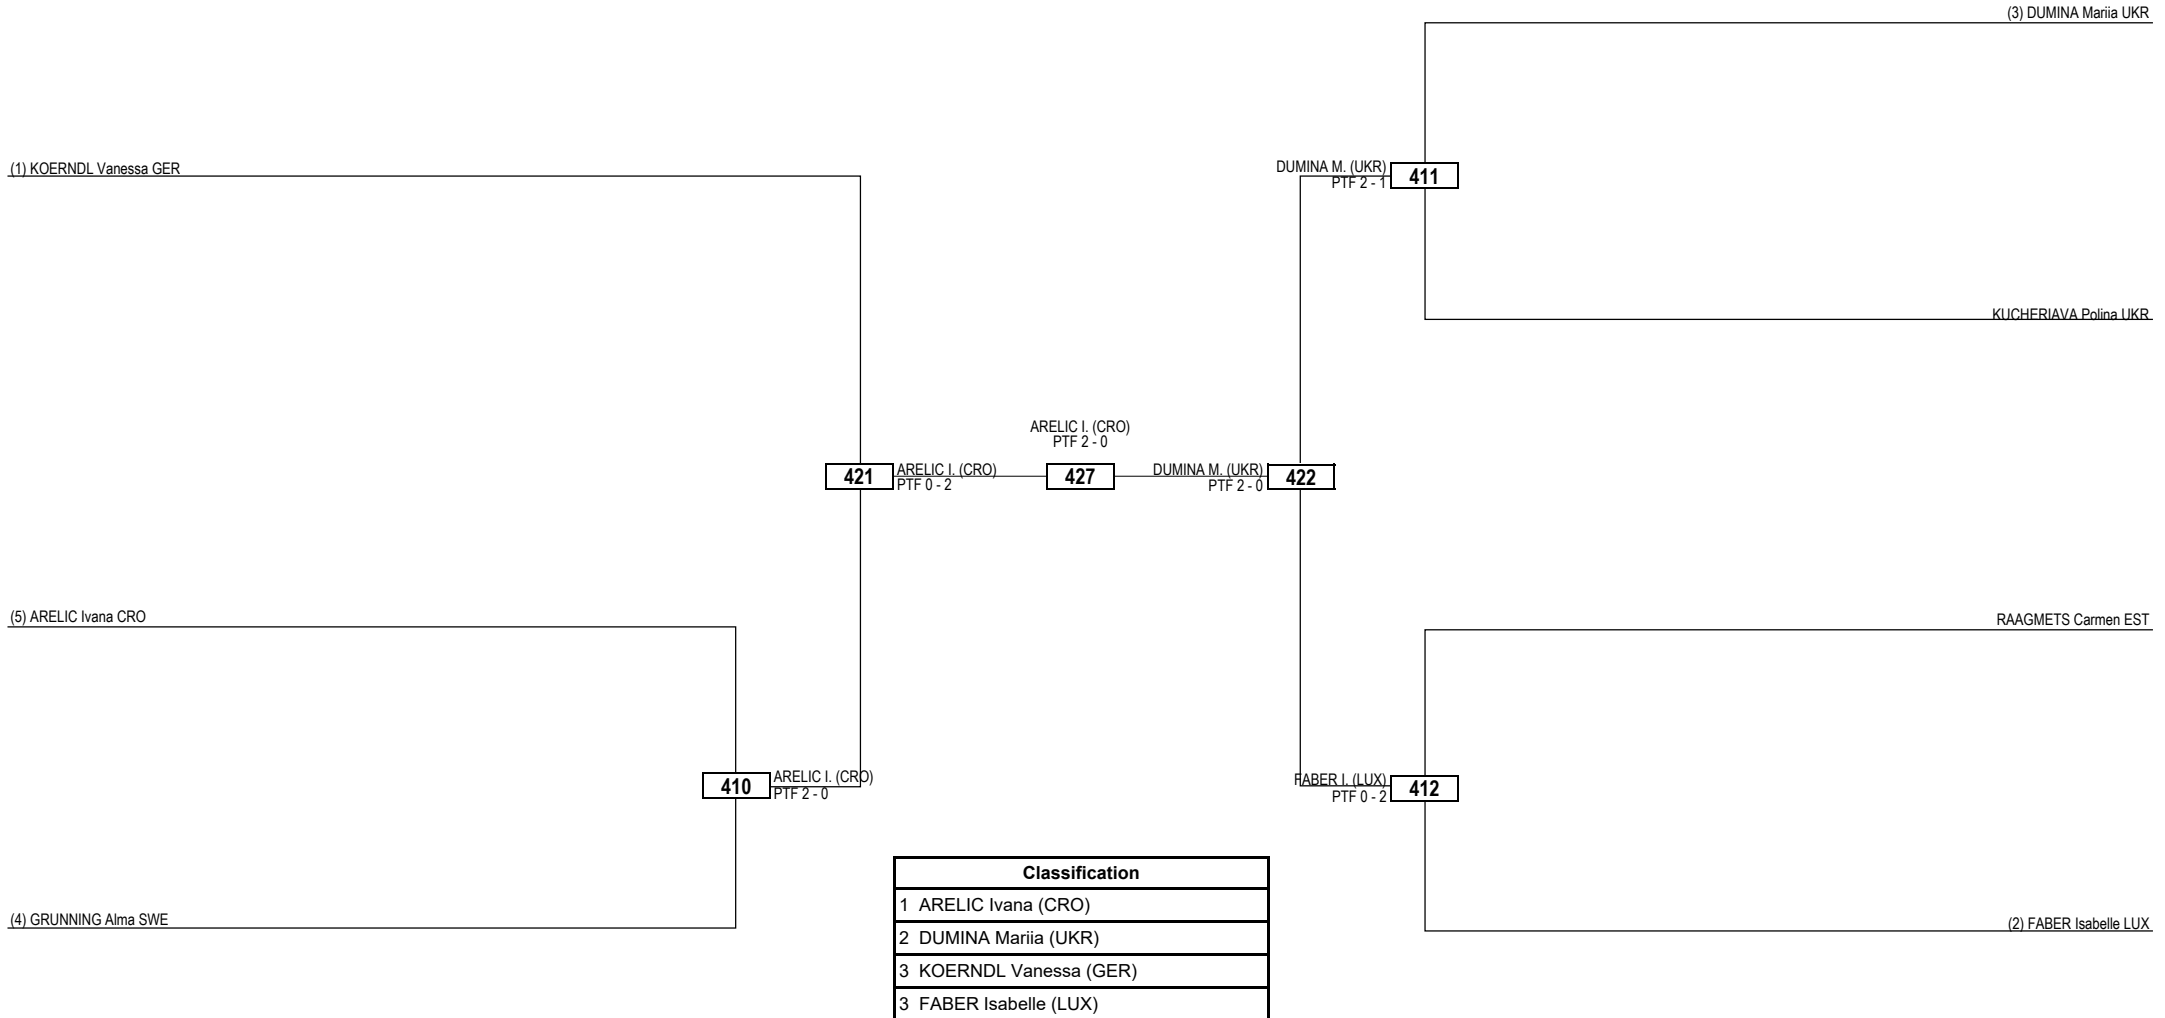 (3) DUMINA Mariia UKR
(1) KOERNDL Vanessa GER
DUMINA M. (UKR)
PTF 2 - 1
411
KUCHERIAVA Polina UKR
ARELIC I. (CRO)
PTF 2 - 0
421
ARELIC I. (CRO)
PTF 0 - 2
427
DUMINA M. (UKR)
PTF 2 - 0
422
(5) ARELIC Ivana CRO
RAAGMETS Carmen EST
410
ARELIC I. (CRO)
PTF 2 - 0
FABER I. (LUX)
PTF 0 - 2
412
(4) GRUNNING Alma SWE
(2) FABER Isabelle LUX
Classification
1 ARELIC Ivana (CRO)
2 DUMINA Mariia (UKR)
3 KOERNDL Vanessa (GER)
3 FABER Isabelle (LUX)